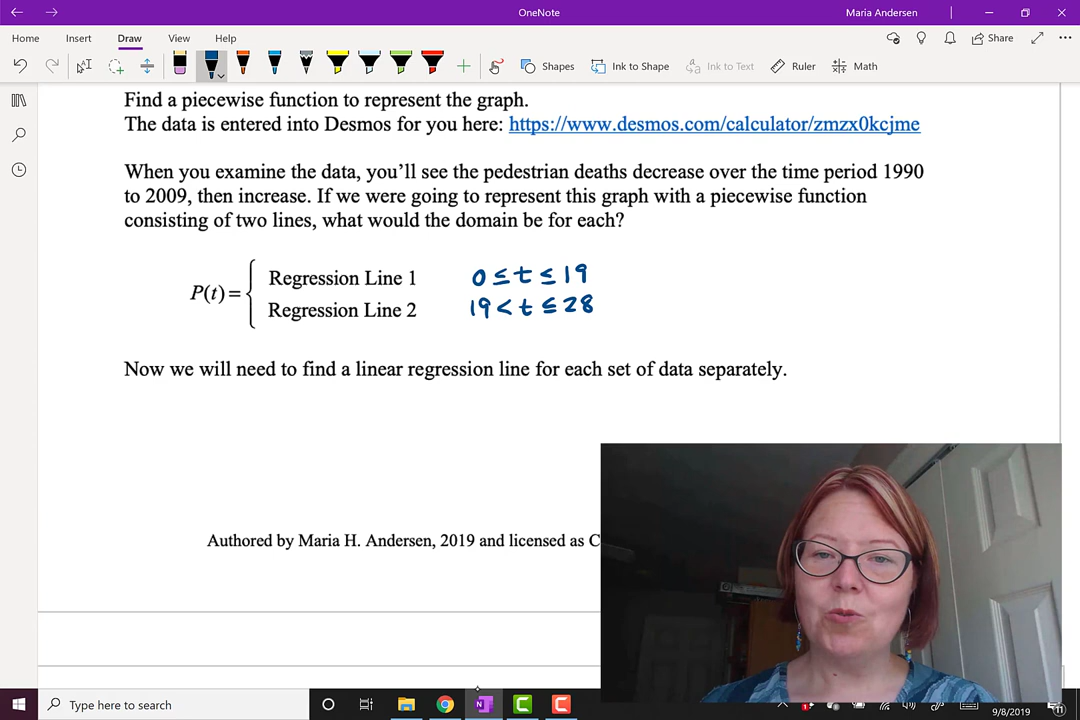 OneNote
Maria Andersen
Home Insert Draw View Help
Share
Shapes Ink to Shape Ink to Text Ruler Math
Find a piecewise function to represent the graph.
The data is entered into Desmos for you here: https://www.desmos.com/calculator/zmzx0kcjme
When you examine the data, you’ll see the pedestrian deaths decrease over the time period 1990
to 2009, then increase. If we were going to represent this graph with a piecewise function
consisting of two lines, what would the domain be for each?
Regression Line 1 0 ≤ t ≤ 19
P(t) = {
Regression Line 2 19 < t ≤ 28
Now we will need to find a linear regression line for each set of data separately.
Authored by Maria H. Andersen, 2019 and licensed as C
Type here to search
9/8/2019
11